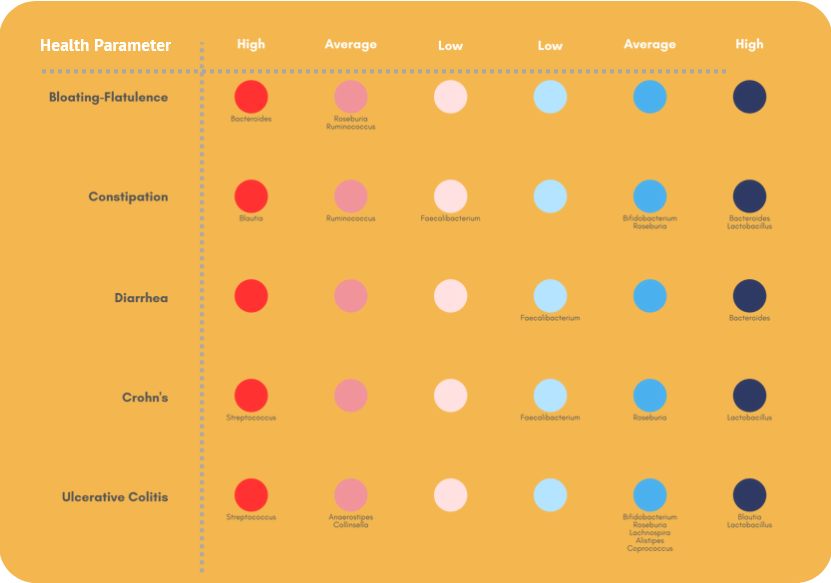 Health Parameter High Average Low Low Average High
Bloating-Flatulence
Bacteroides Roseburia
Ruminococcus
Constipation
Blautia Ruminococcus Faecalibacterium Bifidobacterium Bacteroides
Roseburia Lactobacillus
Diarrhea
Faecalibacterium Bacteroides
Crohn's
Streptococcus Faecalibacterium Roseburia Lactobacillus
Ulcerative Colitis
Streptococcus Anaerostipes Bifidobacterium Blautia
Collinsella Roseburia Lactobacillus
Lachnospira
Alistipes
Coprococcus